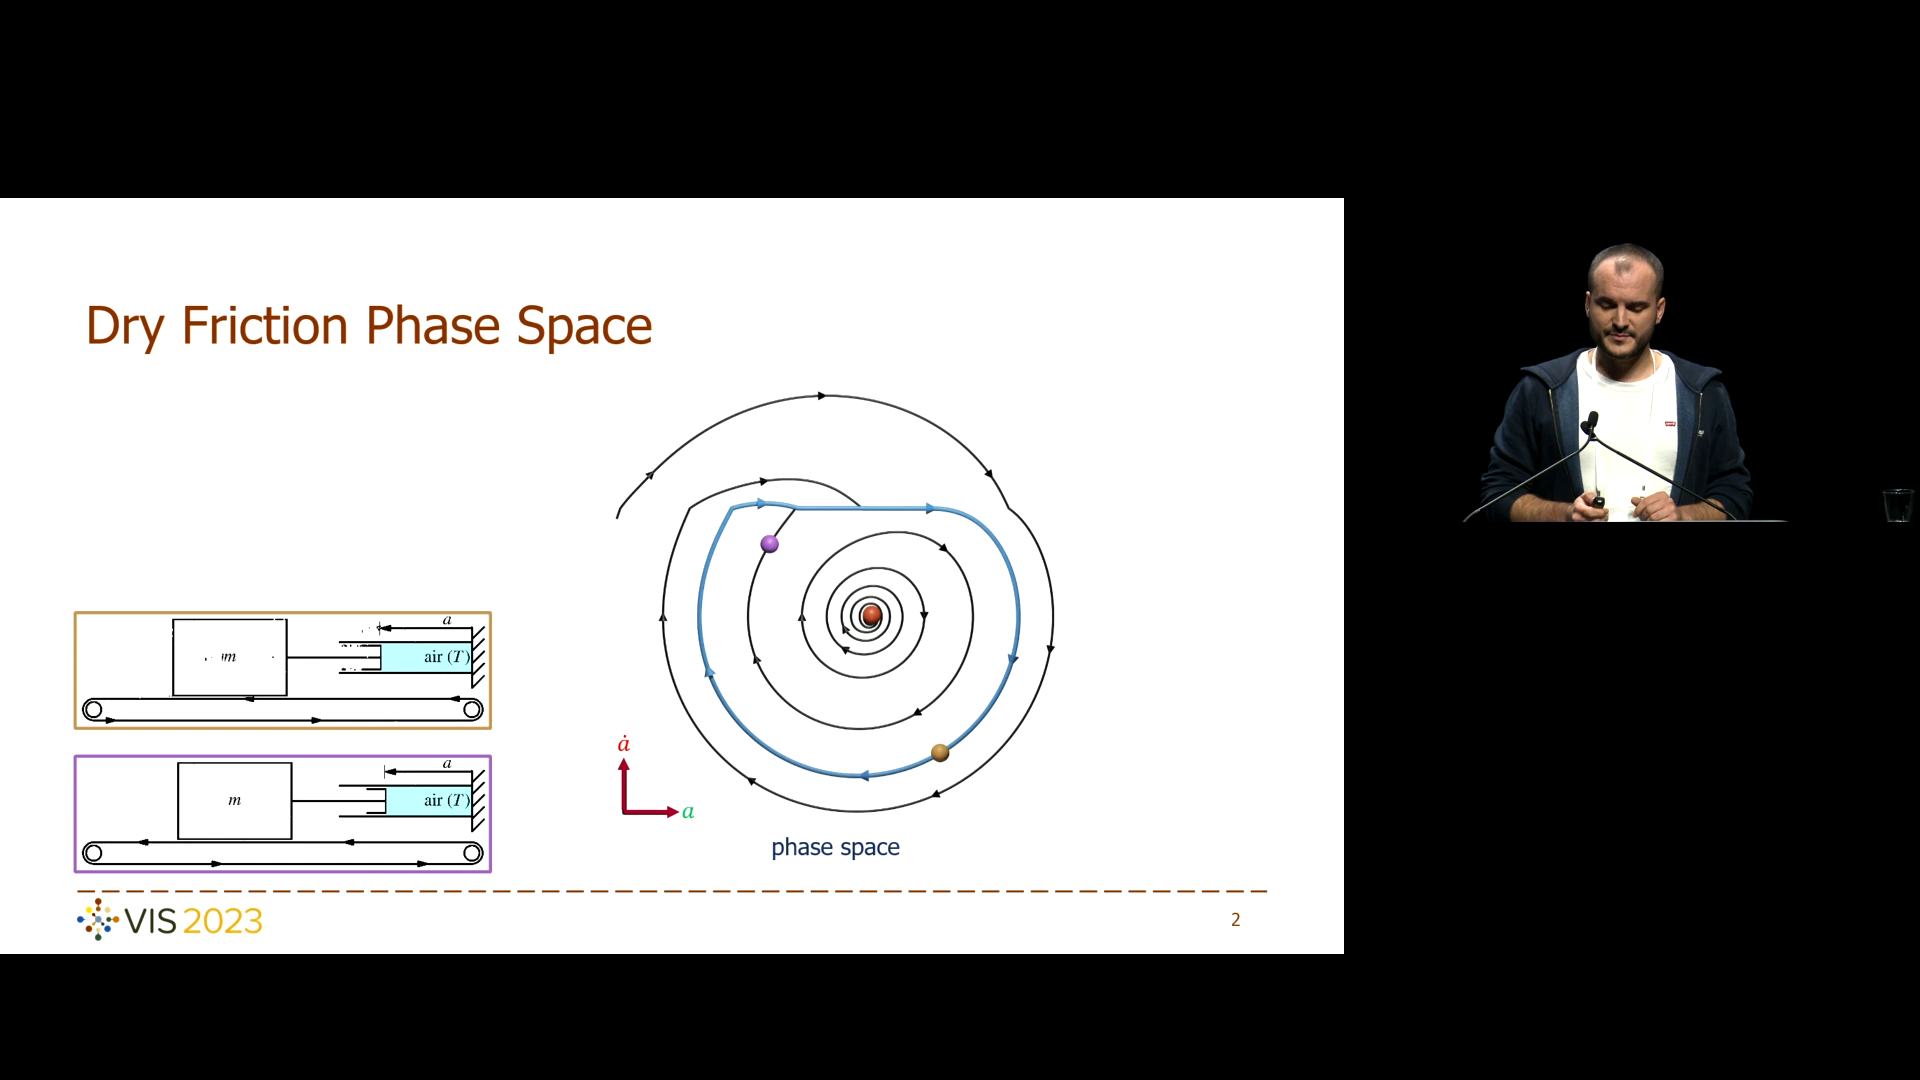 Dry Friction Phase Space
a
m
air (T)
a
m
air (T)
ȧ
a
phase space
VIS 2023
2